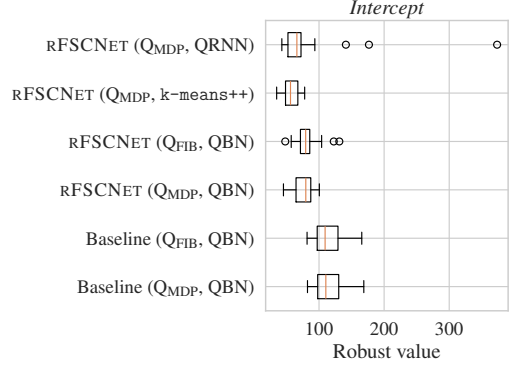 Intercept
RFSCNET (QMDP, QRNN)
RFSCNET (QMDP, k-means++)
RFSCNET (QFIB, QBN)
RFSCNET (QMDP, QBN)
Baseline (QFIB, QBN)
Baseline (QMDP, QBN)
100 200 300
Robust value